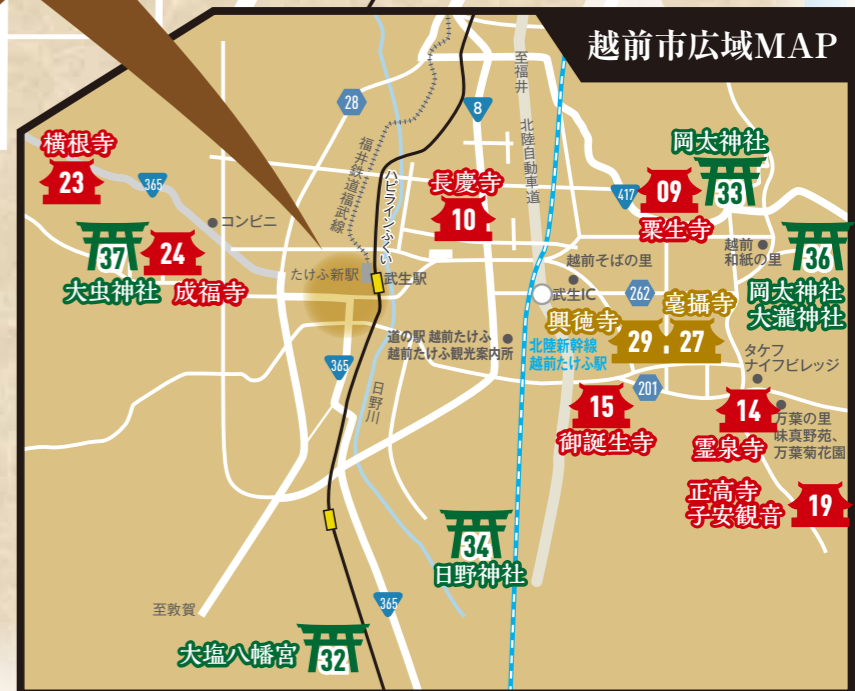 越前市広域MAP
至福井
北陸自動車道
28
8
福井鉄道福武線
ハピラインふくい
横根寺
23
365
コンビニ
長慶寺
10
417
09
粟生寺
岡太神社
33
37
大虫神社
24
成福寺
たけふ新駅
武生駅
越前そばの里
武生IC
262
越前
和紙の里
36
岡太神社
大瀧神社
道の駅 越前たけふ
越前たけふ観光案内所
北陸新幹線
越前たけふ駅
興徳寺
29
毫攝寺
27
365
日野川
201
15
御誕生寺
タケフ
ナイフビレッジ
14
霊泉寺
万葉の里
味真野苑、
万葉菊花園
正高寺
子安観音
19
34
日野神社
365
至敦賀
大塩八幡宮
32